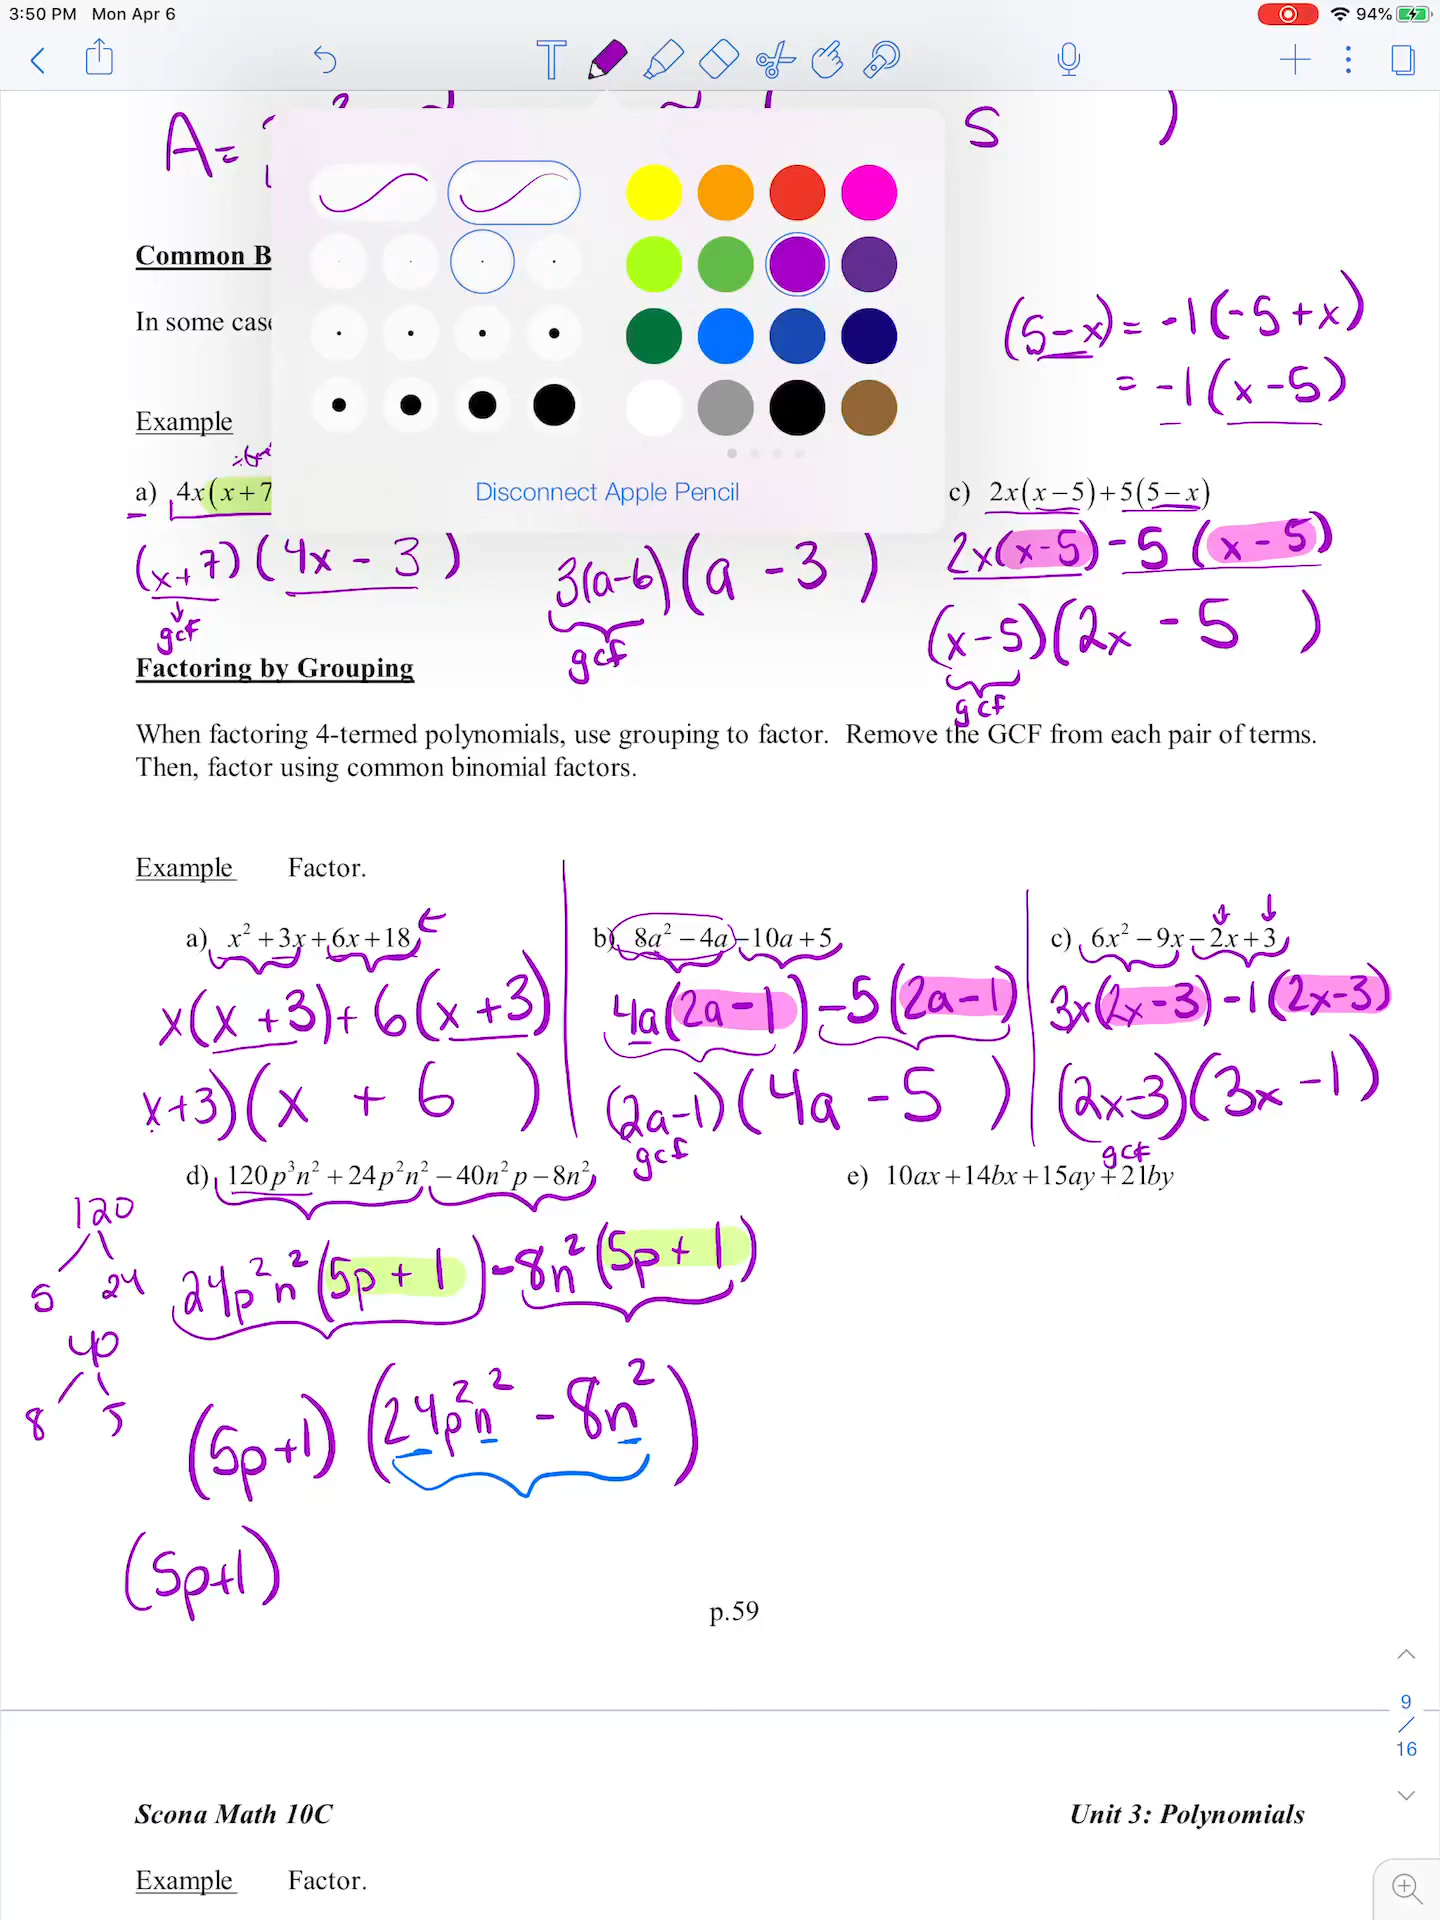 3:50 PM Mon Apr 6 94%
A=
S )
Common B
In some cas
(5-x) = -1(-5+x)
= -1(x-5)
Example
a) 4x(x+7
Disconnect Apple Pencil
c) 2x(x-5)+5(5-x)
(x+7)(4x-3)
3(a-b)(a-3)
2x(x-5)-5(x-5)
gcf
gcf
(x-5)(2x-5)
gcf
Factoring by Grouping
When factoring 4-termed polynomials, use grouping to factor. Remove the GCF from each pair of terms.
Then, factor using common binomial factors.
Example Factor.
a) x²+3x+6x+18
b) 8a²-4a-10a+5
c) 6x²-9x-2x+3
x(x+3)+6(x+3)
4a(2a-1)-5(2a-1)
3x(2x-3)-1(2x-3)
x+3)(x+6)
(2a-1)(4a-5)
(2x-3)(3x-1)
gcf
gcf
d) 120p³n²+24p²n²-40n²p-8n²
e) 10ax+14bx+15ay+21by
120
5 24
24p²n²(5p+1)-8n²(5p+1)
40
8 5
(5p+1)(24p²n²-8n²)
(5p+1)
p.59
9
/
16
Scona Math 10C Unit 3: Polynomials
Example Factor.